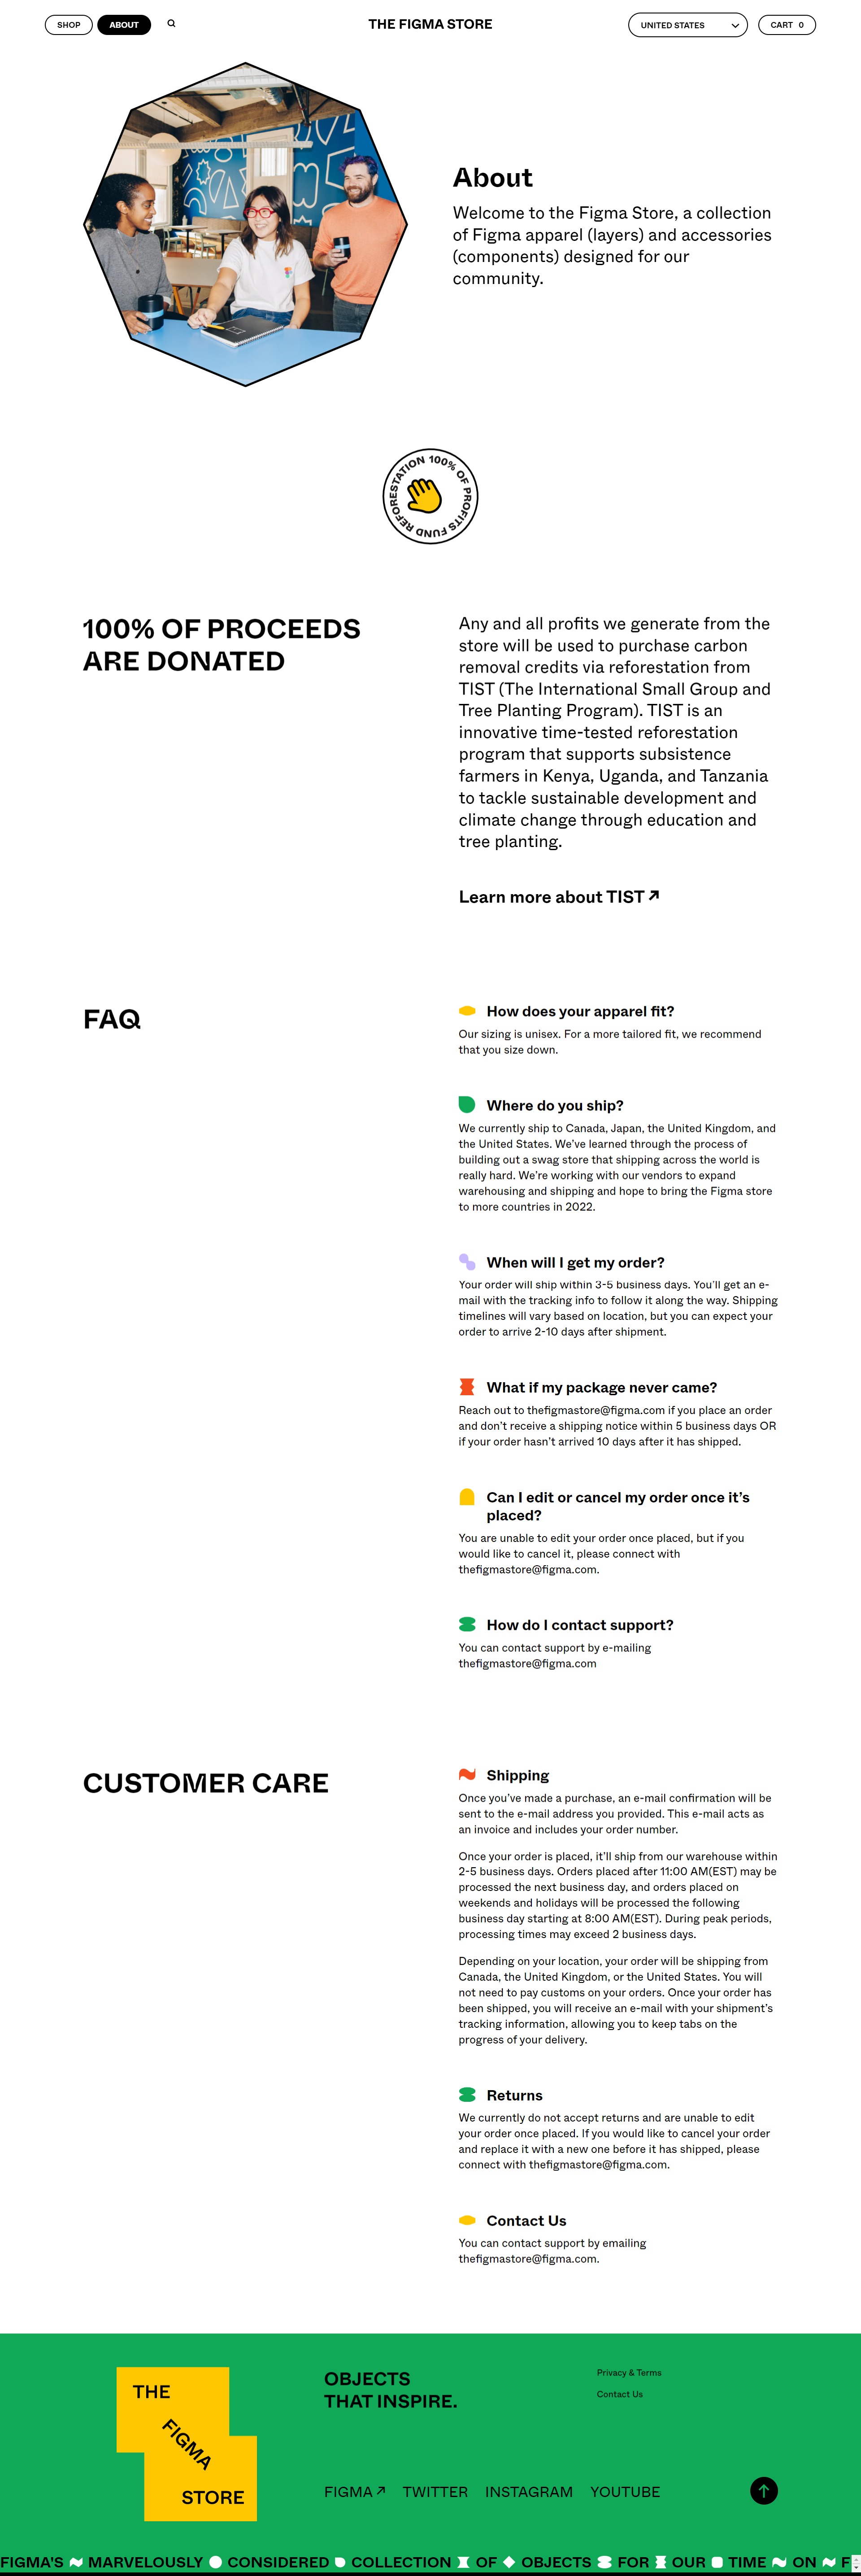 SHOP
ABOUT
THE FIGMA STORE
UNITED STATES
CART 0
About
Welcome to the Figma Store, a collection
of Figma apparel (layers) and accessories
(components) designed for our
community.
100% OF PROFITS FUND REFORESTATION
100% OF PROCEEDS
ARE DONATED
Any and all profits we generate from the
store will be used to purchase carbon
removal credits via reforestation from
TIST (The International Small Group and
Tree Planting Program). TIST is an
innovative time-tested reforestation
program that supports subsistence
farmers in Kenya, Uganda, and Tanzania
to tackle sustainable development and
climate change through education and
tree planting.
Learn more about TIST
FAQ
How does your apparel fit?
Our sizing is unisex. For a more tailored fit, we recommend
that you size down.
Where do you ship?
We currently ship to Canada, Japan, the United Kingdom, and
the United States. We’ve learned through the process of
building out a swag store that shipping across the world is
really hard. We’re working with our vendors to expand
warehousing and shipping and hope to bring the Figma store
to more countries in 2022.
When will I get my order?
Your order will ship within 3-5 business days. You’ll get an e-
mail with the tracking info to follow it along the way. Shipping
timelines will vary based on location, but you can expect your
order to arrive 2-10 days after shipment.
What if my package never came?
Reach out to thefigmastore@figma.com if you place an order
and don’t receive a shipping notice within 5 business days OR
if your order hasn’t arrived 10 days after it has shipped.
Can I edit or cancel my order once it’s
placed?
You are unable to edit your order once placed, but if you
would like to cancel it, please connect with
thefigmastore@figma.com.
How do I contact support?
You can contact support by e-mailing
thefigmastore@figma.com
CUSTOMER CARE
Shipping
Once you’ve made a purchase, an e-mail confirmation will be
sent to the e-mail address you provided. This e-mail acts as
an invoice and includes your order number.
Once your order is placed, it’ll ship from our warehouse within
2-5 business days. Orders placed after 11:00 AM(EST) may be
processed the next business day, and orders placed on
weekends and holidays will be processed the following
business day starting at 8:00 AM(EST). During peak periods,
processing times may exceed 2 business days.
Depending on your location, your order will be shipping from
Canada, the United Kingdom, or the United States. You will
not need to pay customs on your orders. Once your order has
been shipped, you will receive an e-mail with your shipment’s
tracking information, allowing you to keep tabs on the
progress of your delivery.
Returns
We currently do not accept returns and are unable to edit
your order once placed. If you would like to cancel your order
and replace it with a new one before it has shipped, please
connect with thefigmastore@figma.com.
Contact Us
You can contact support by emailing
thefigmastore@figma.com.
THE
FIGMA
STORE
OBJECTS
THAT INSPIRE.
Privacy & Terms
Contact Us
FIGMA
TWITTER
INSTAGRAM
YOUTUBE
FIGMA'S MARVELOUSLY CONSIDERED COLLECTION OF OBJECTS FOR OUR TIME ON F